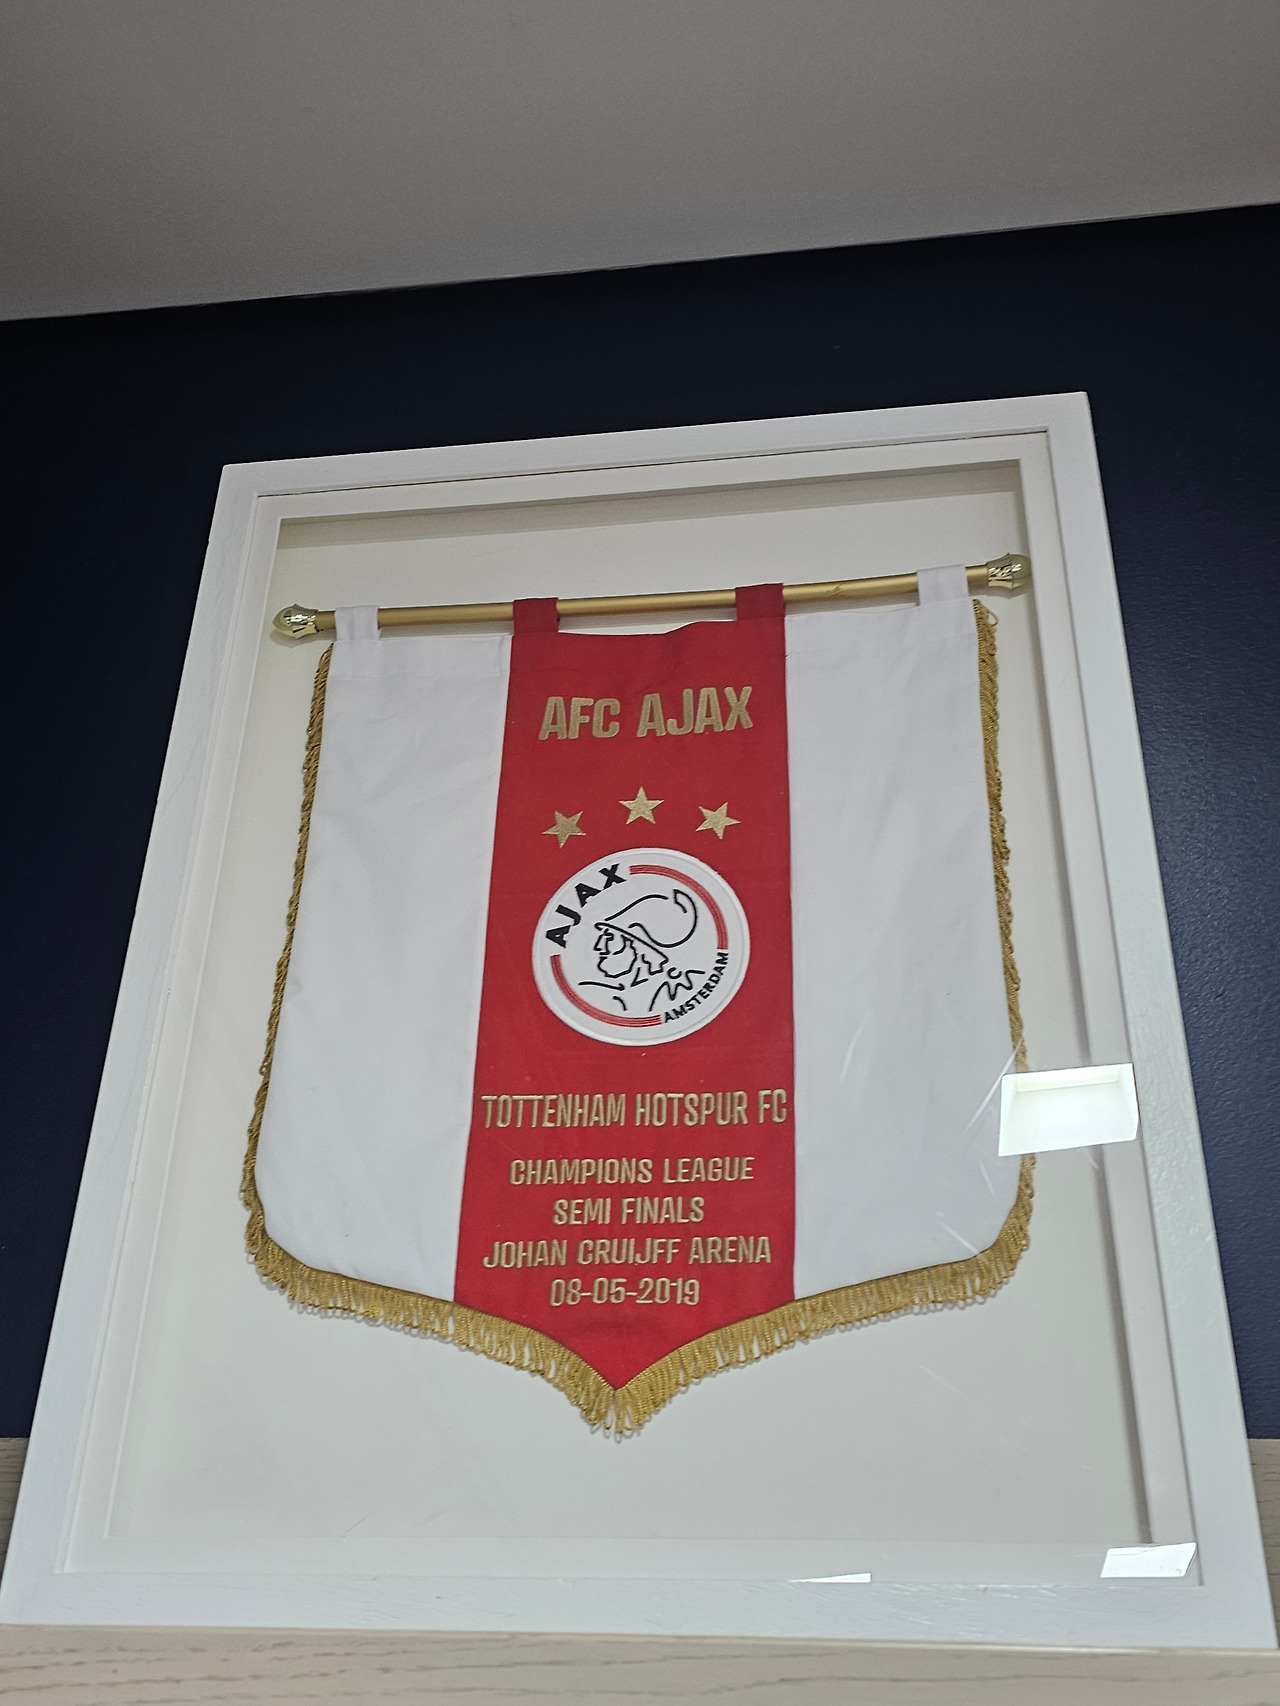 AFC AJAX
AJAX
AMSTERDAM
TOTTENHAM HOTSPUR FC
CHAMPIONS LEAGUE
SEMI FINALS
JOHAN CRUIJFF ARENA
08-05-2019